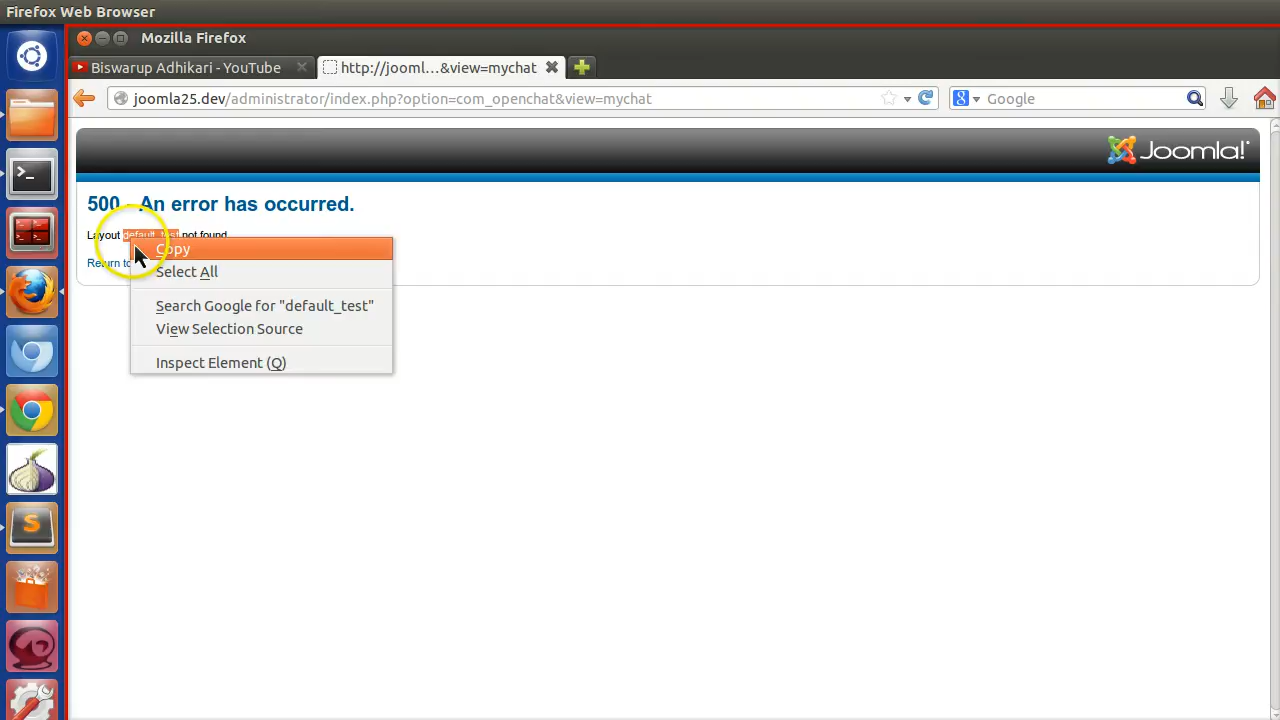 Firefox Web Browser
Mozilla Firefox
Biswarup Adhikari - YouTube
http://jooml...&view=mychat
joomla25.dev/administrator/index.php?option=com_openchat&view=mychat
Google
Joomla!
500 - An error has occurred.
Layout default_test not found
Return to
Copy
Select All
Search Google for "default_test"
View Selection Source
Inspect Element (Q)